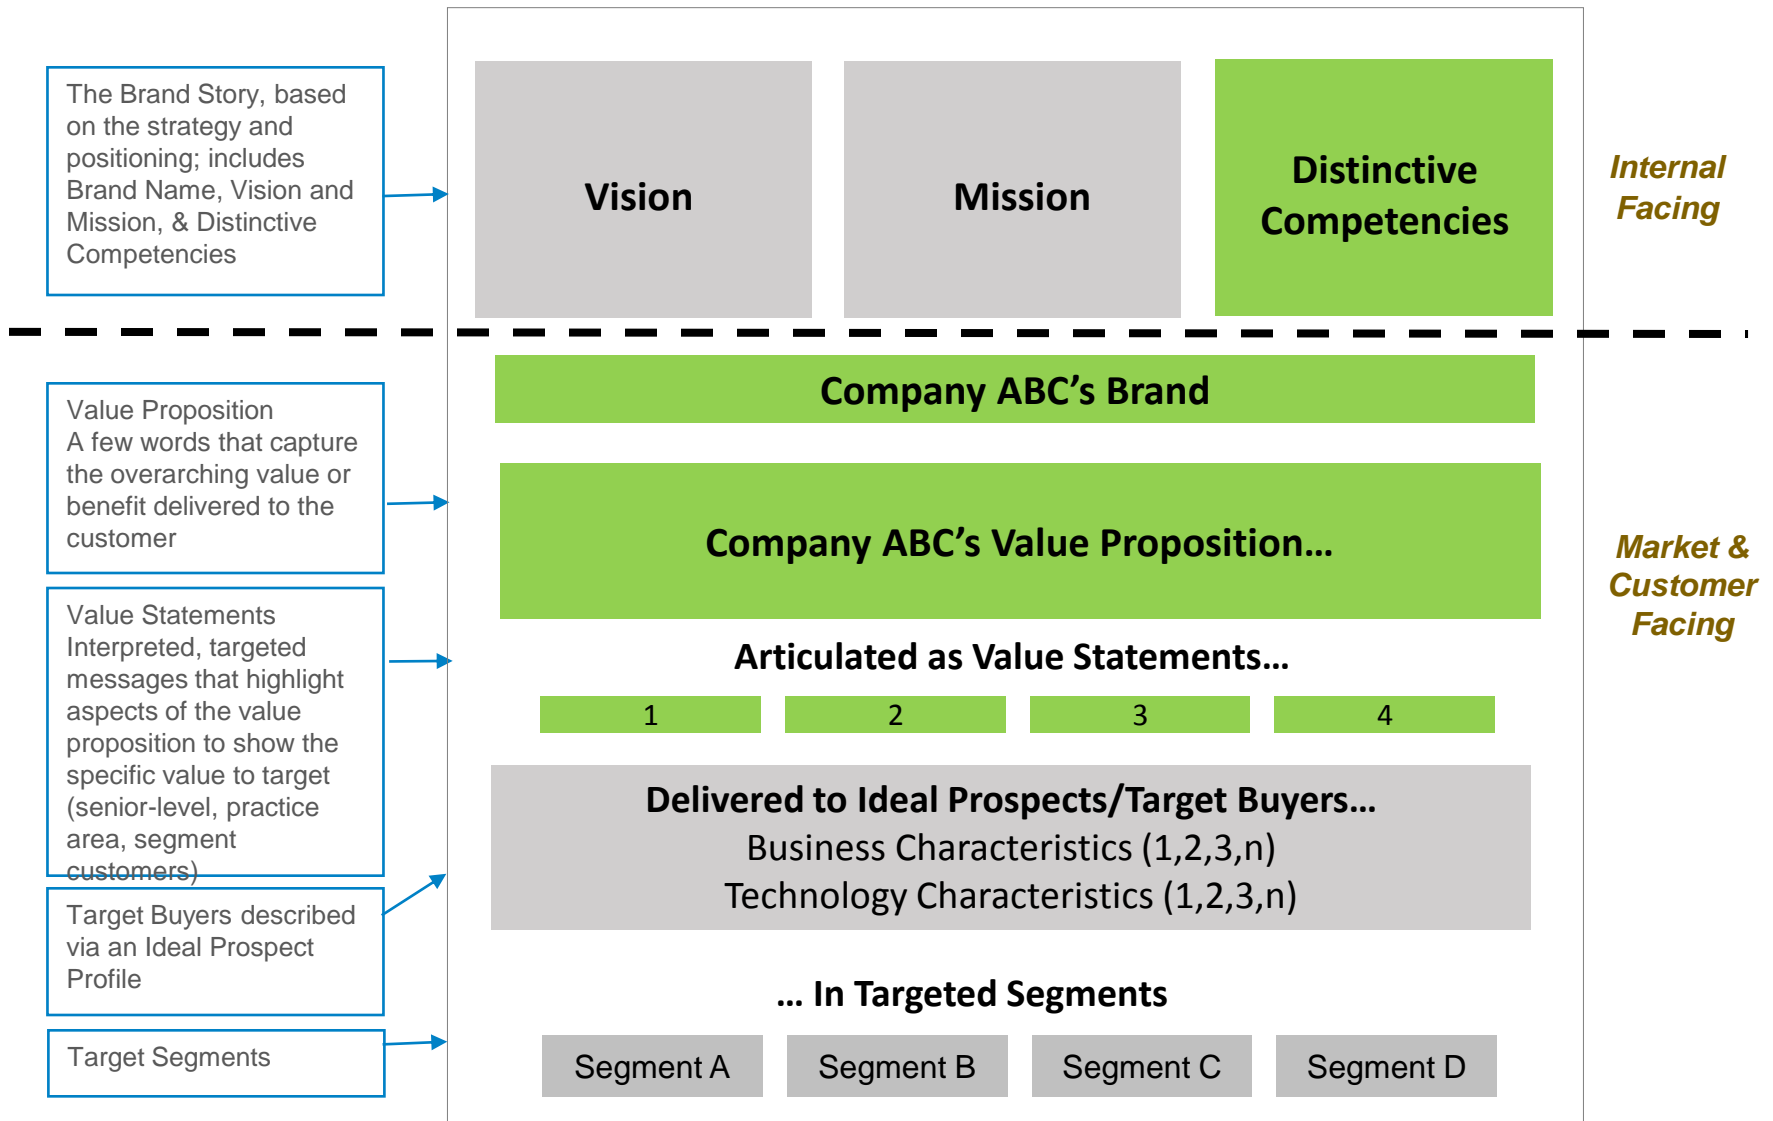 The Brand Story, based
on the strategy and
positioning; includes
Brand Name, Vision and
Mission, & Distinctive
Competencies
Vision
Mission
Distinctive
Competencies
Internal
Facing
Company ABC’s Brand
Value Proposition
A few words that capture
the overarching value or
benefit delivered to the
customer
Company ABC’s Value Proposition…
Market &
Customer
Facing
Value Statements
Interpreted, targeted
messages that highlight
aspects of the value
proposition to show the
specific value to target
(senior-level, practice
area, segment
customers)
Articulated as Value Statements…
1 2 3 4
Delivered to Ideal Prospects/Target Buyers…
Business Characteristics (1,2,3,n)
Technology Characteristics (1,2,3,n)
Target Buyers described
via an Ideal Prospect
Profile
… In Targeted Segments
Target Segments
Segment A Segment B Segment C Segment D